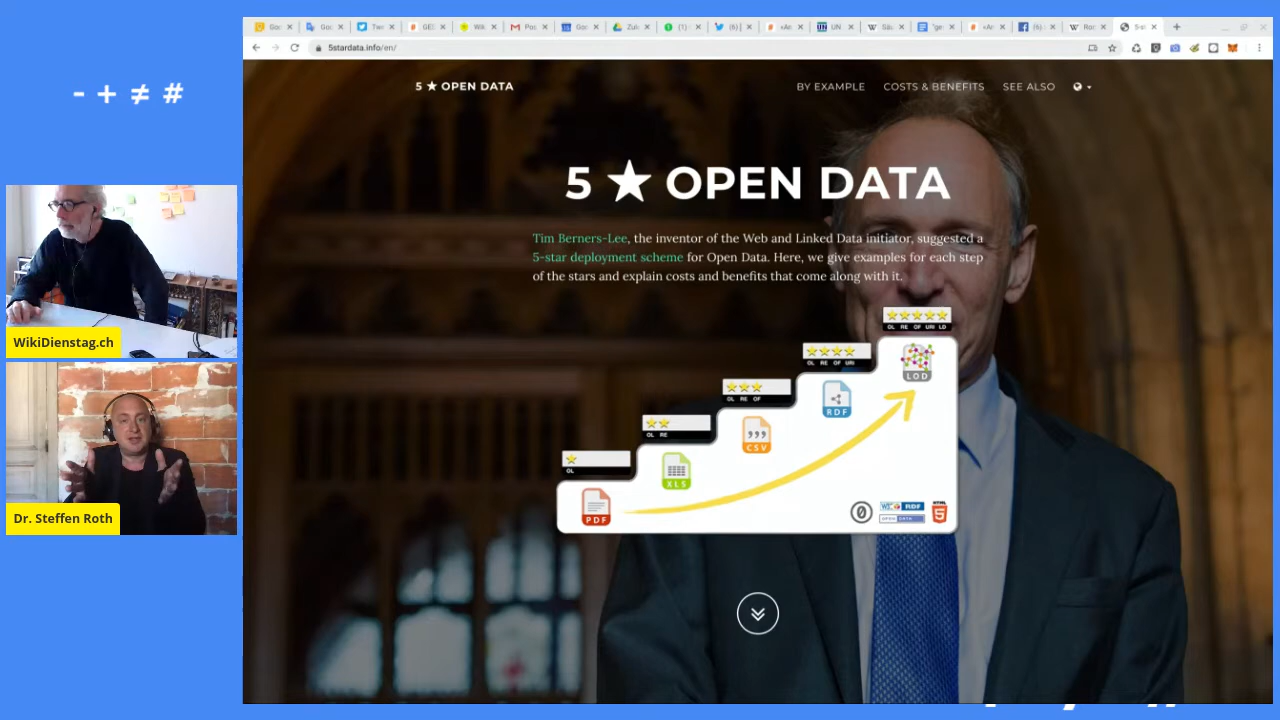 - + ≠ #
5stardata.info/en/
5 ★ OPEN DATA
BY EXAMPLE
COSTS & BENEFITS
SEE ALSO
5 ★ OPEN DATA
Tim Berners-Lee, the inventor of the Web and Linked Data initiator, suggested a
5-star deployment scheme for Open Data. Here, we give examples for each step
of the stars and explain costs and benefits that come along with it.
OL RE OF URI LD
LOD
OL RE OF URI
RDF
OL RE OF
CSV
OL RE
XLS
OL
PDF
RDF
HTML
5
WikiDienstag.ch
Dr. Steffen Roth